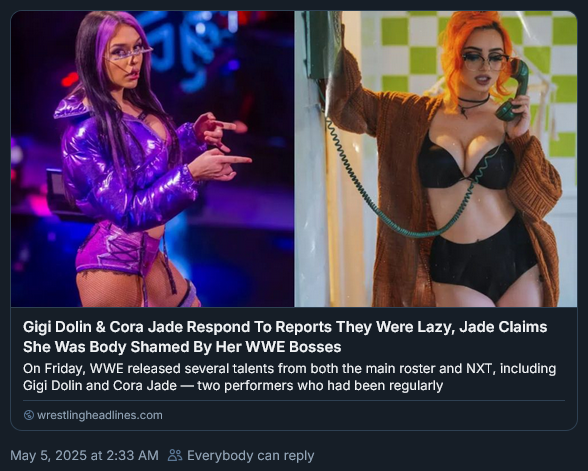 Gigi Dolin & Cora Jade Respond To Reports They Were Lazy, Jade Claims
She Was Body Shamed By Her WWE Bosses
On Friday, WWE released several talents from both the main roster and NXT, including
Gigi Dolin and Cora Jade — two performers who had been regularly
wrestlingheadlines.com
May 5, 2025 at 2:33 AM Everybody can reply